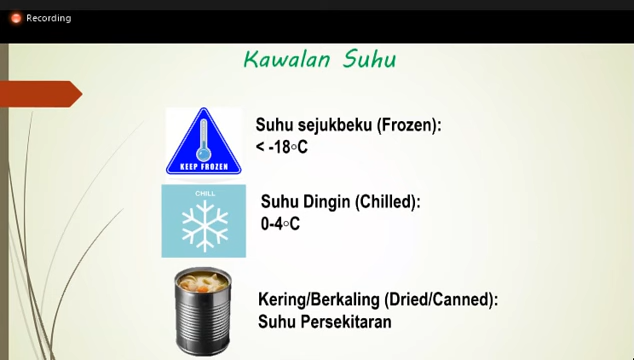 Recording
Kawalan Suhu
KEEP FROZEN
Suhu sejukbeku (Frozen):
< -18°C
CHILL
Suhu Dingin (Chilled):
0-4°C
Kering/Berkaling (Dried/Canned):
Suhu Persekitaran